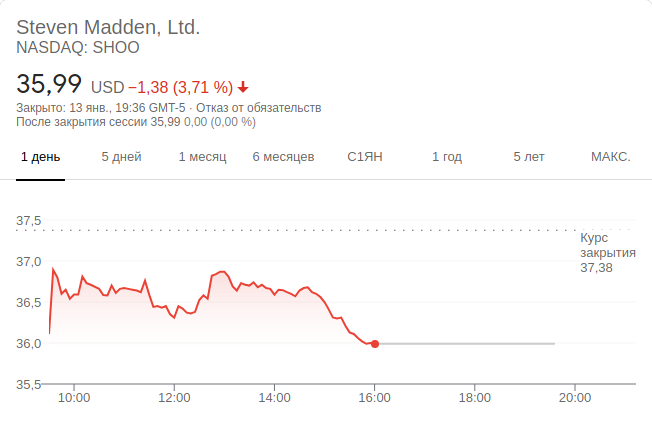 Steven Madden, Ltd.
NASDAQ: SHOO
35,99 USD −1,38 (3,71 %)
Закрыто: 13 янв., 19:36 GMT-5 · Отказ от обязательств
После закрытия сессии 35,99 0,00 (0,00 %)
1 день 5 дней 1 месяц 6 месяцев С1ЯН 1 год 5 лет МАКС.
37,5
Курс
закрытия
37,38
37,0
36,5
36,0
35,5
10:00 12:00 14:00 16:00 18:00 20:00